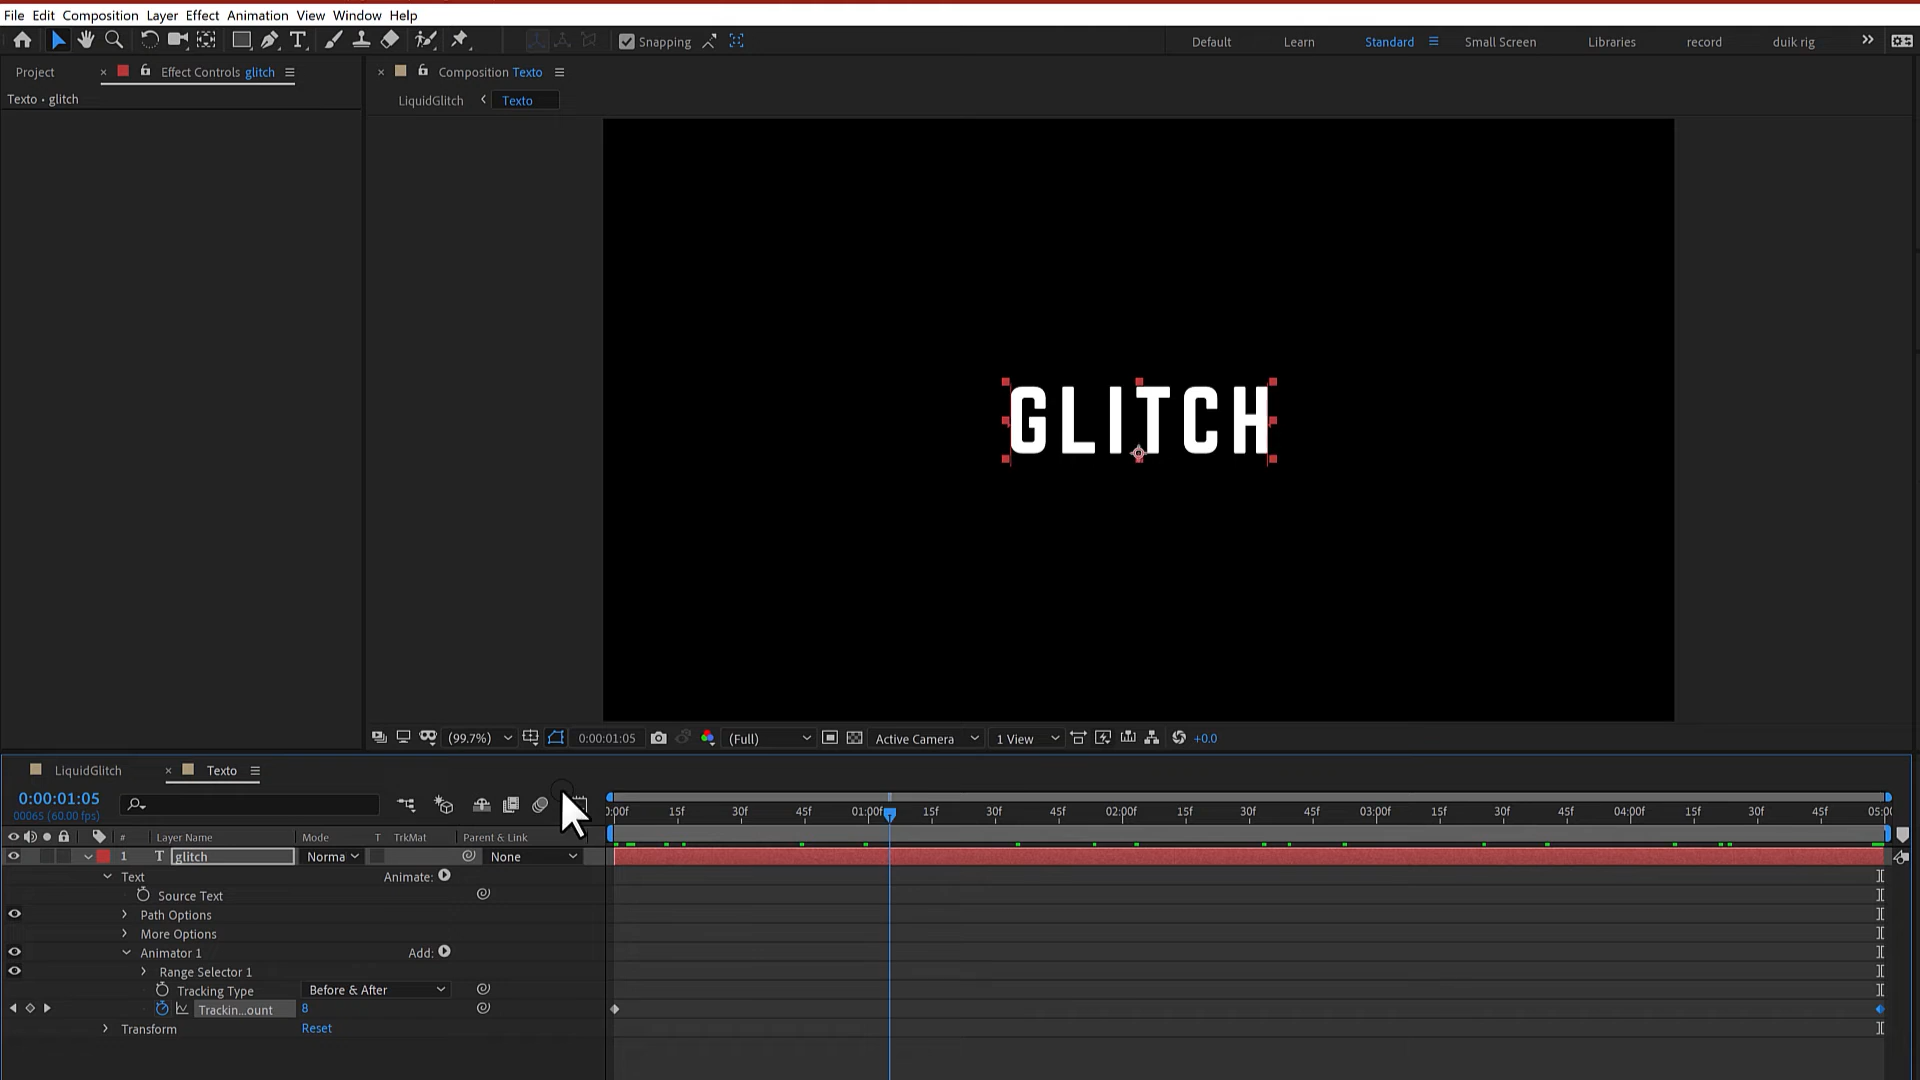 File Edit Composition Layer Effect Animation View Window Help
Snapping Default Learn Standard Small Screen Libraries record duik rig
Project Effect Controls glitch
Composition Texto
Texto • glitch
LiquidGlitch Texto
GLITCH
(99.7%) 0:00:01:05 (Full) Active Camera 1 View +0.0
LiquidGlitch Texto
0:00:01:05
00065 (60.00 fps)
0:00f 15f 30f 45f 01:00f 15f 30f 45f 02:00f 15f 30f 45f 03:00f 15f 30f 45f 04:00f 15f 30f 45f 05:00
# Layer Name Mode T TrkMat Parent & Link
1 T glitch Norma None
Text Animate:
Source Text
Path Options
More Options
Animator 1 Add:
Range Selector 1
Tracking Type Before & After
Trackin...ount 8
Transform Reset